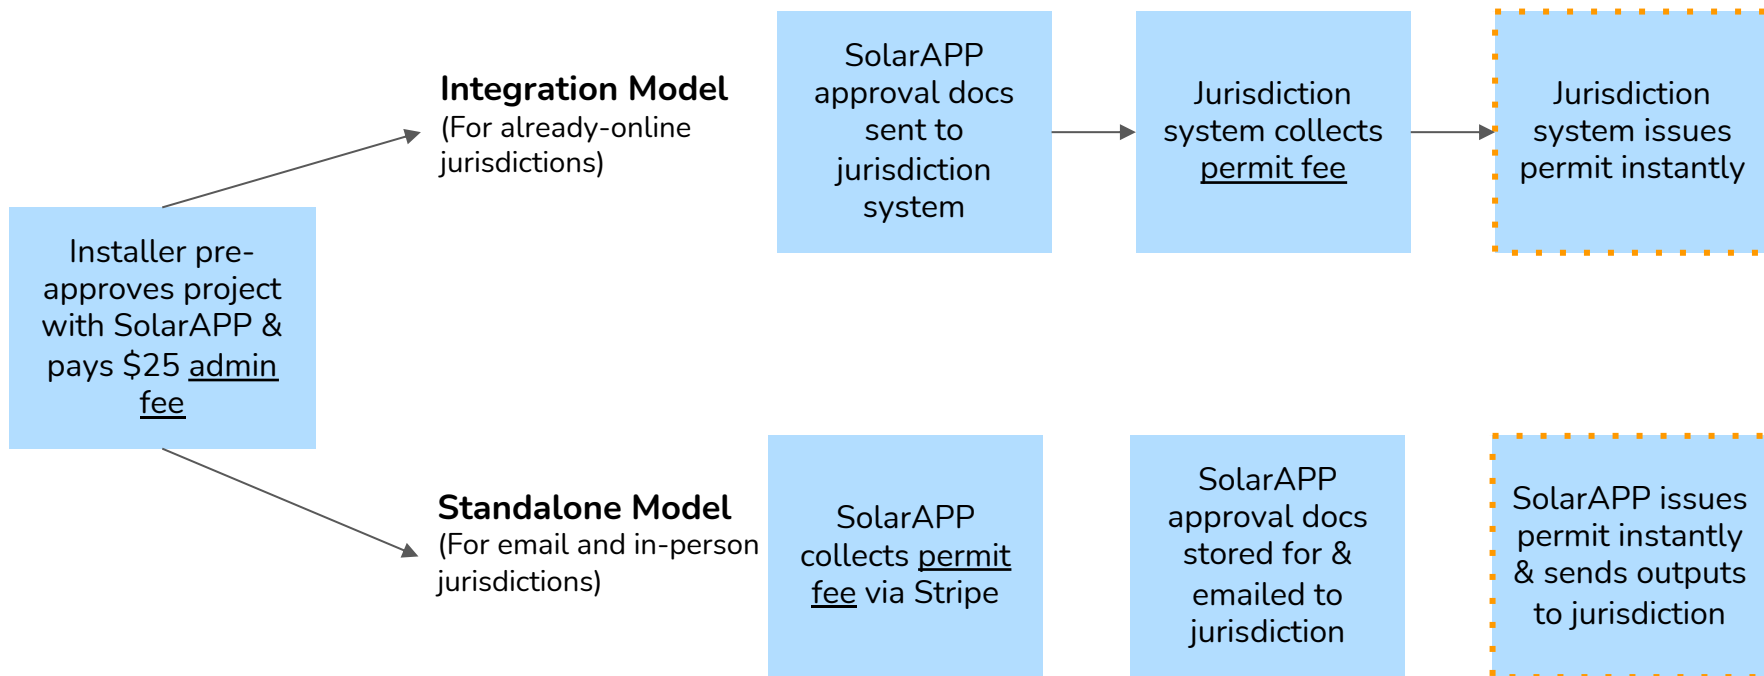 Installer pre-
approves project
with SolarAPP &
pays $25 admin
fee
Integration Model
(For already-online
jurisdictions)
SolarAPP
approval docs
sent to
jurisdiction
system
Jurisdiction
system collects
permit fee
Jurisdiction
system issues
permit instantly
Standalone Model
(For email and in-person
jurisdictions)
SolarAPP
collects permit
fee via Stripe
SolarAPP
approval docs
stored for &
emailed to
jurisdiction
SolarAPP issues
permit instantly
& sends outputs
to jurisdiction